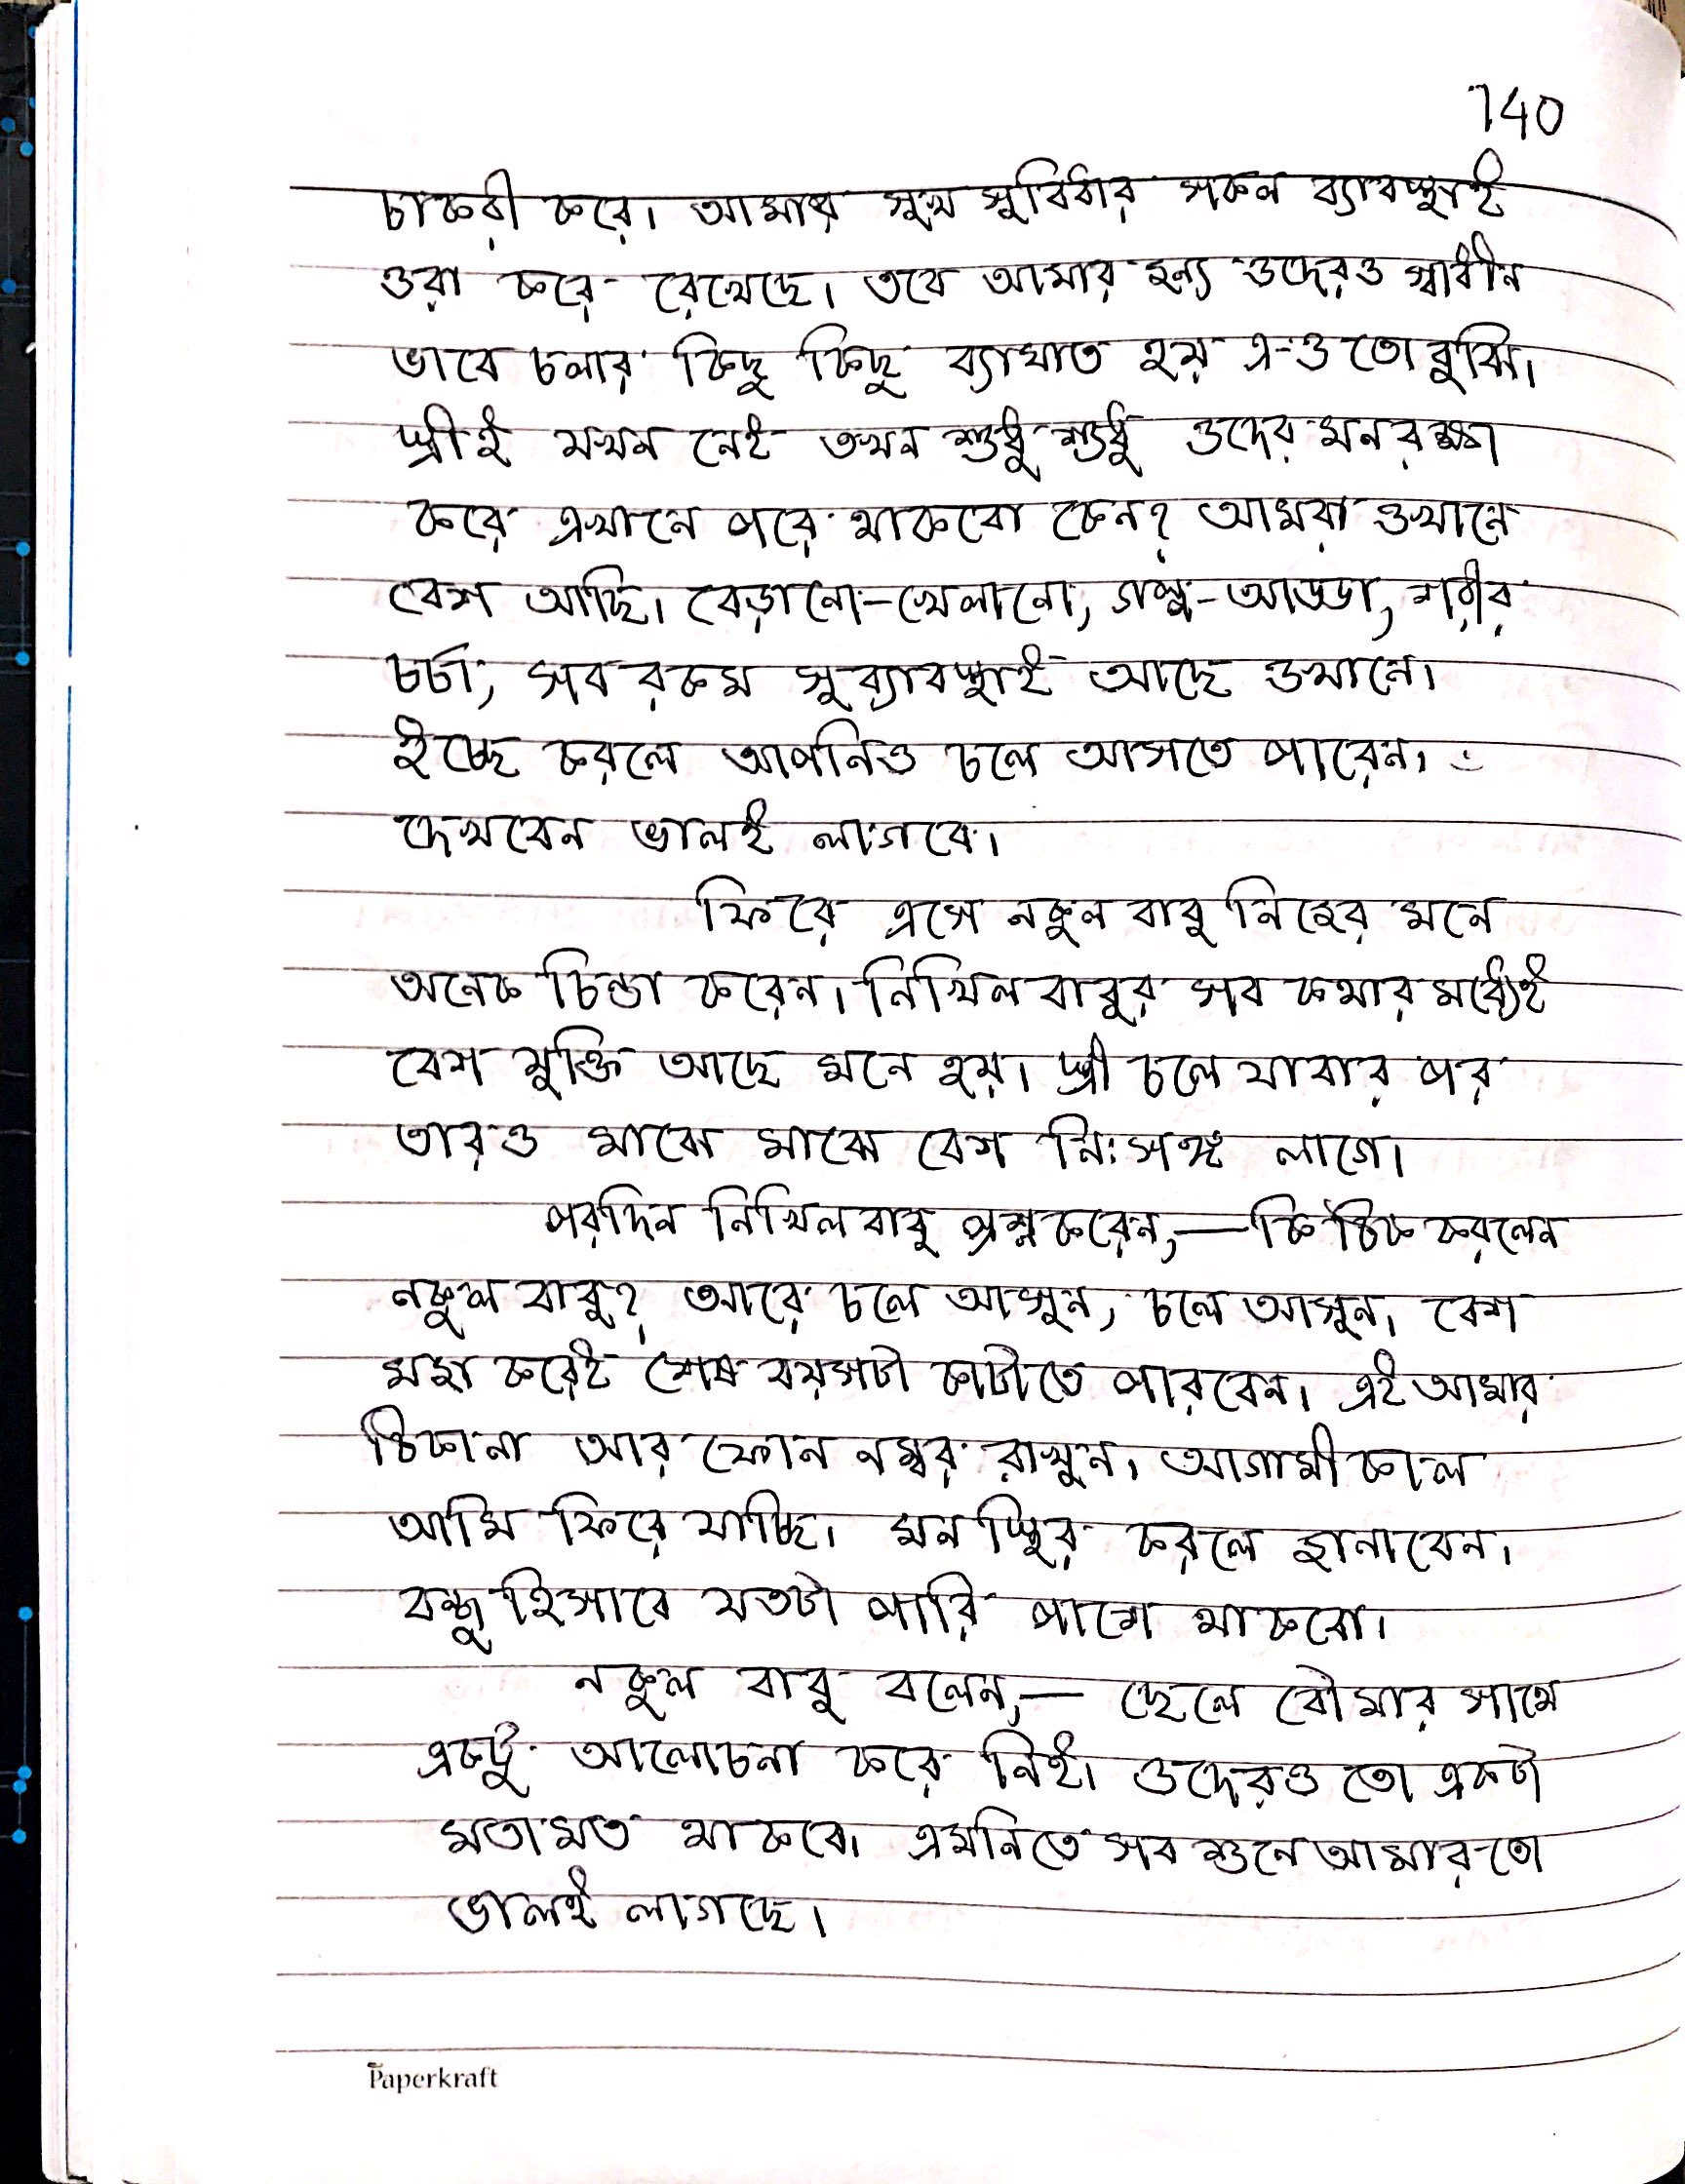 140
চাকরী করে। আমার সুখ সুবিধার সকল ব্যাবস্থাই
ওরা করে রেখেছে। তবে আমার জন্য ওদেরও স্বাধীন
ভাবে চলার কিছু কিছু ব্যাঘাত হয় এ-ও তো বুঝি।
স্ত্রীই যখন নেই তখন শুধু শুধু ওদের মনরক্ষা
করে এখানে পরে থাকবো কেন? আমরা ওখানে
বেশ আছি। বেড়ানো-খেলানো, গল্প-আড্ডা, শরীর
চর্চা, সব রকম সুব্যাবস্থাই আছে ওখানে।
ইচ্ছে করলে আপনিও চলে আসতে পারেন।
দেখবেন ভালই লাগবে।
ফিরে এসে নকুল বাবু নিজের মনে
অনেক চিন্তা করেন। নিখিল বাবুর সব কথার মধ্যেই
বেশ যুক্তি আছে মনে হয়। স্ত্রী চলে যাবার পর
তারও মাঝে মাঝে বেশ নিঃসঙ্গ লাগে।
পরদিন নিখিল বাবু প্রশ্ন করেন,— কি ঠিক করলেন
নকুল বাবু? আরে চলে আসুন, চলে আসুন। বেশ
মজা করেই শেষ বয়সটা কাটাতে পারবেন। এই আমার
ঠিকানা আর ফোন নম্বর রাখুন। আগামী কাল
আমি ফিরে যাচ্ছি। মনস্থির করলে জানাবেন।
বন্ধু হিসাবে যতটা পারি পাশে থাকবো।
নকুল বাবু বলেন,— ছেলে বৌমার সাথে
একটু আলোচনা করে নিই। ওদেরও তো একটা
মতামত থাকবে। এমনিতে সব শুনে আমার তো
ভালই লাগছে।
Paperkraft